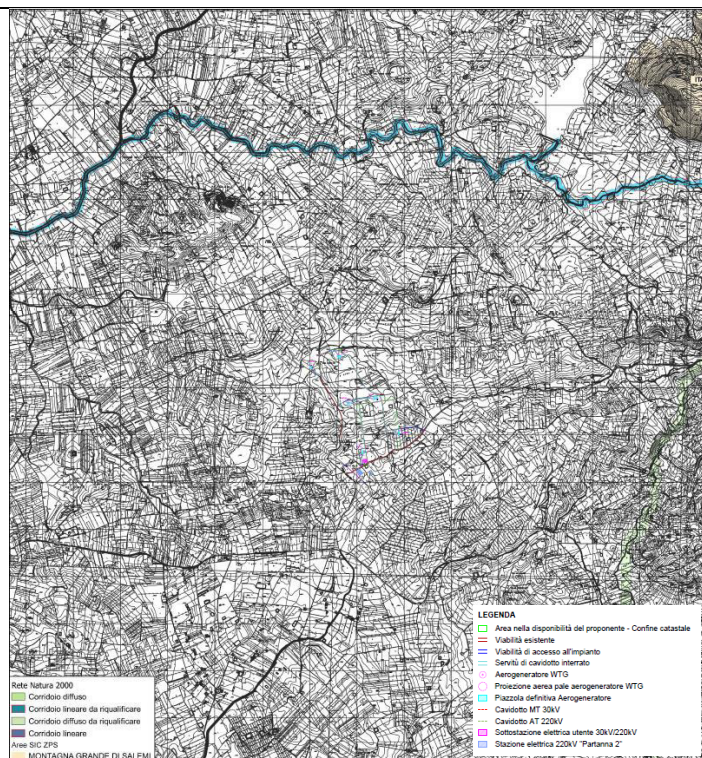 ITA
LEGENDA
Area nella disponibilità del proponente - Confine catastale
Viabilità esistente
Viabilità di accesso all'impianto
Servitù di cavidotto interrato
Aerogeneratore WTG
Proiezione aerea pale aerogeneratore WTG
Piazzola definitiva Aerogeneratore
Cavidotto MT 30kV
Cavidotto AT 220kV
Sottostazione elettrica utente 30kV/220kV
Stazione elettrica 220kV "Partanna 2"
Rete Natura 2000
Corridoio diffuso
Corridoio lineare da riqualificare
Corridoio diffuso da riqualificare
Corridoio lineare
Aree SIC ZPS
MONTAGNA GRANDE DI SALEMI